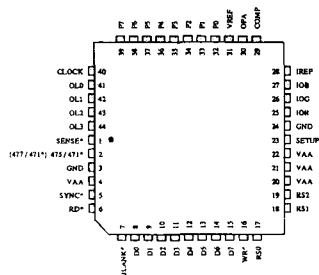 P7 P6 P5 P4 P3 P2 P1 P0 VREF OPA COMP
39 38 37 36 35 34 33 32 31 30 29
CLOCK 40 28 IREF
OL0 41 27 IOB
OL1 42 26 IOG
OL2 43 25 IOR
OL3 44 24 GND
SENSE* 1 23 SETUP
(477/471*) 475/471* 2 22 VAA
GND 3 21 VAA
VAA 4 20 VAA
SYNC* 5 19 RS2
RD* 6 18 RS1
7 8 9 10 11 12 13 14 15 16 17
BLANK* D0 D1 D2 D3 D4 D5 D6 D7 WR* RS0